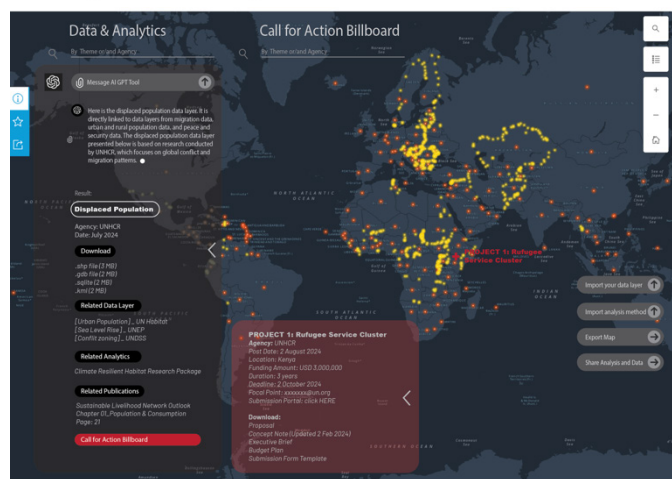 Data & Analytics
By Theme or/and Agency
Call for Action Billboard
By Theme or/and Agency
Message AI GPT Tool
Here is the displaced population data layer. It is
directly linked to data layers from migration data,
urban and rural population data, and peace and
security data. The displaced population data layer
presented below is based on research conducted
by UNHCR, which focuses on global conflict and
migration patterns.
Result:
Displaced Population
Agency: UNHCR
Date: July 2024
Download
.shp file (3 MB)
.gdb file (2 MB)
.sqlite (2 MB)
.kml (2 MB)
Related Data Layer
[Urban Population]_ UN Habitat
[Sea Level Rise]_ UNEP
[Conflit zoning]_ UNDSS
Related Analytics
Climate Resilient Habitat Research Package
Related Publications
Sustainable Livelihood Network Outlook
Chapter 01_Population & Consumption
Page: 21
Call for Action Billboard
NORTH ATLANTIC
OCEAN
PROJECT 1: Rufugee
Service Cluster
INDIAN
OCEAN
SOUTH ATLANTIC
OCEAN
PROJECT 1: Rufugee Service Cluster
Agency: UNHCR
Post Date: 2 August 2024
Location: Kenya
Funding Amount: USD 3,000,000
Duration: 3 years
Deadline: 2 October 2024
Focal Point: xxxxxxx@un.org
Submission Portal: click HERE
Download:
Proposal
Concept Note (Updated 2 Feb 2024)
Executive Brief
Budget Plan
Submission Form Template
SOUTHERN OCEAN
Import your data layer
Import analysis method
Export Map
Share Analysis and Data